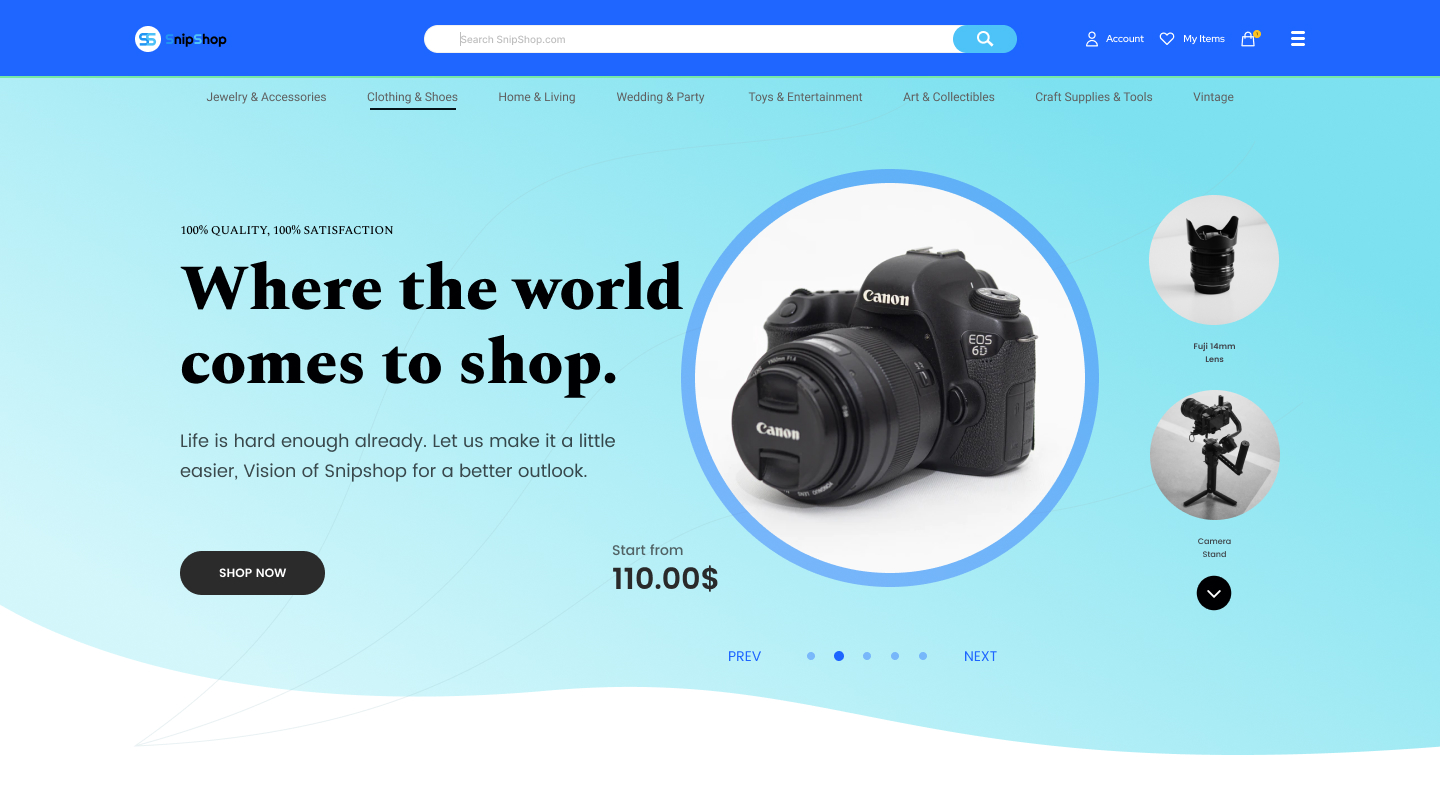 SS SnipShop
Search SnipShop.com
Account
My Items
Jewelry & Accessories
Clothing & Shoes
Home & Living
Wedding & Party
Toys & Entertainment
Art & Collectibles
Craft Supplies & Tools
Vintage
100% QUALITY, 100% SATISFACTION
Where the world
comes to shop.
Life is hard enough already. Let us make it a little
easier, Vision of Snipshop for a better outlook.
SHOP NOW
Start from
110.00$
Canon
EOS
6D
Canon
Fuji 14mm
Lens
Camera
Stand
PREV
NEXT